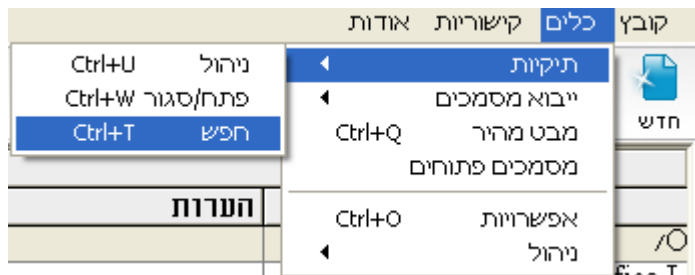 קובץ כלים קישוריות אודות
חדש
תיקיות
ייבוא מסמכים
מבט מהיר Ctrl+Q
מסמכים פתוחים
אפשרויות Ctrl+O
ניהול
ניהול Ctrl+U
פתח/סגור Ctrl+W
חפש Ctrl+T
הערות
/O